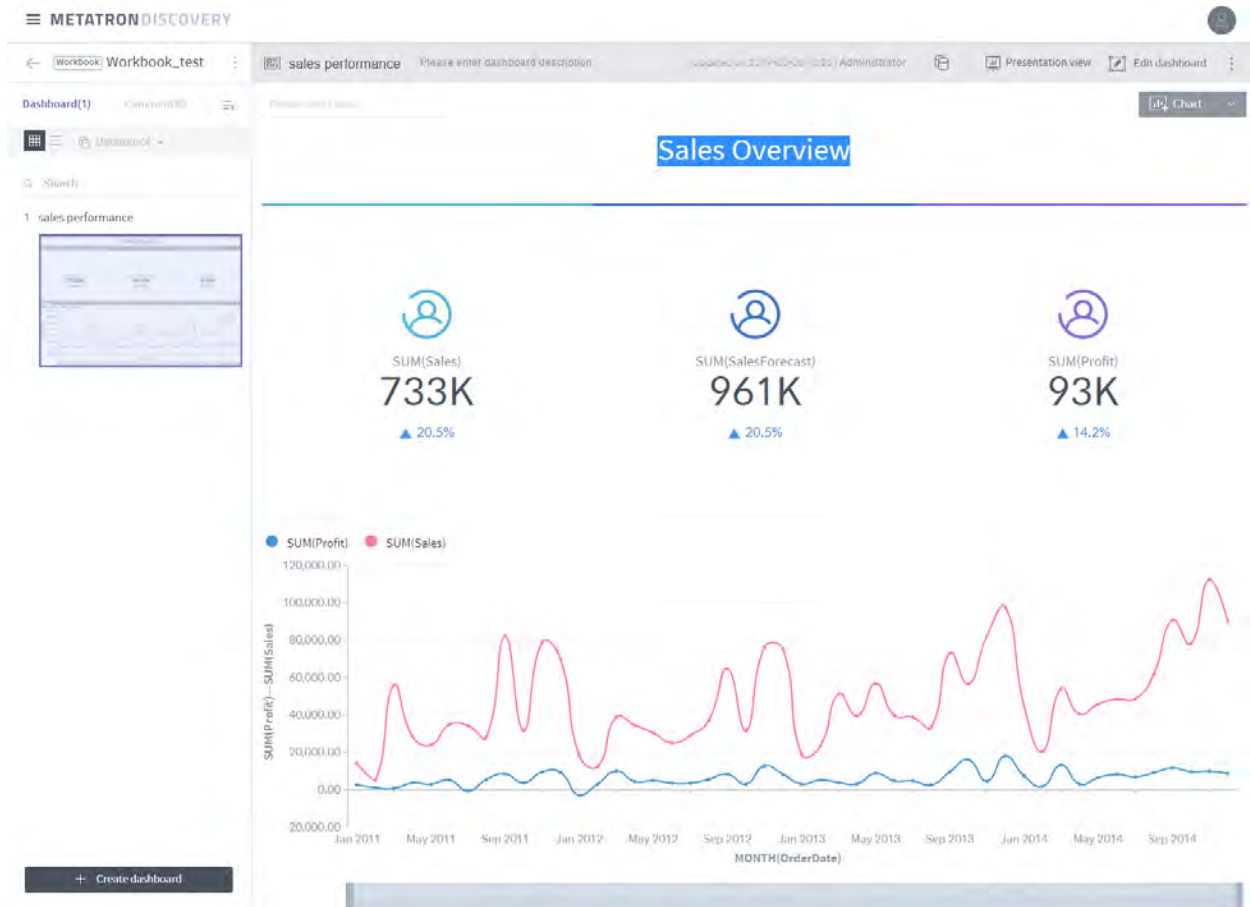 METATRON DISCOVERY
Workbook Workbook_test
sales performance Please enter dashboard description Administrator Presentation view Edit dashboard
Dashboard(1)
Chart
Sales Overview
Search
1 sales performance
SUM(Sales)
733K
▲ 20.5%
SUM(SalesForecast)
961K
▲ 20.5%
SUM(Profit)
93K
▲ 14.2%
SUM(Profit) SUM(Sales)
SUM(Profit)—SUM(Sales)
120,000.00
100,000.00
80,000.00
60,000.00
40,000.00
20,000.00
0.00
20,000.00
Jan 2011 May 2011 Sep 2011 Jan 2012 May 2012 Sep 2012 Jan 2013 May 2013 Sep 2013 Jan 2014 May 2014 Sep 2014
MONTH(OrderDate)
+ Create dashboard